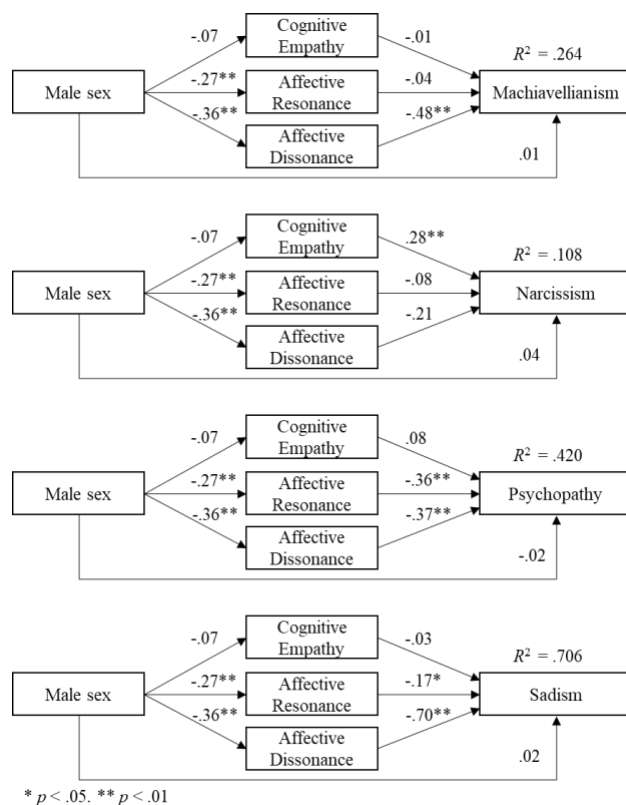 -.07
Cognitive
Empathy
-.01
R² = .264
Male sex
-.27**
Affective
Resonance
-.04
Machiavellianism
-.36**
Affective
Dissonance
-.48**
.01
-.07
Cognitive
Empathy
.28**
R² = .108
Male sex
-.27**
Affective
Resonance
-.08
Narcissism
-.36**
Affective
Dissonance
-.21
.04
-.07
Cognitive
Empathy
.08
R² = .420
Male sex
-.27**
Affective
Resonance
-.36**
Psychopathy
-.36**
Affective
Dissonance
-.37**
-.02
-.07
Cognitive
Empathy
-.03
R² = .706
Male sex
-.27**
Affective
Resonance
-.17*
Sadism
-.36**
Affective
Dissonance
-.70**
.02
* p < .05. ** p < .01